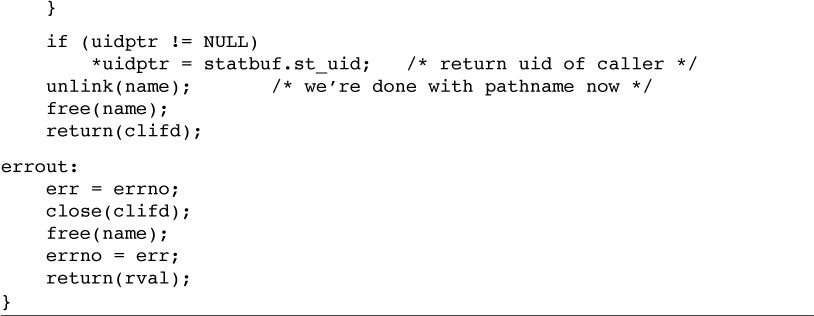 }
    if (uidptr != NULL)
        *uidptr = statbuf.st_uid;   /* return uid of caller */
    unlink(name);       /* we’re done with pathname now */
    free(name);
    return(clifd);
errout:
    err = errno;
    close(clifd);
    free(name);
    errno = err;
    return(rval);
}